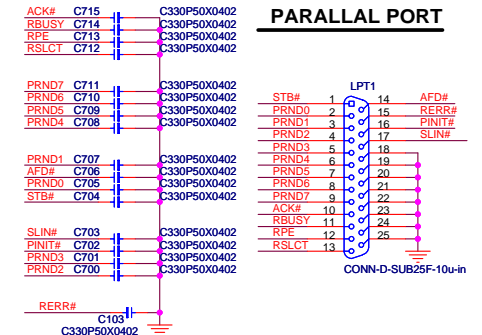 PARALLAL PORT
ACK# C715 C330P50X0402
RBUSY C714 C330P50X0402
RPE C713 C330P50X0402
RSLCT C712 C330P50X0402
PRND7 C711 C330P50X0402
PRND6 C710 C330P50X0402
PRND5 C709 C330P50X0402
PRND4 C708 C330P50X0402
PRND1 C707 C330P50X0402
AFD# C706 C330P50X0402
PRND0 C705 C330P50X0402
STB# C704 C330P50X0402
SLIN# C703 C330P50X0402
PINIT# C702 C330P50X0402
PRND3 C701 C330P50X0402
PRND2 C700 C330P50X0402
RERR#
C103
C330P50X0402
LPT1
STB# 1 14 AFD#
PRND0 2 15 RERR#
PRND1 3 16 PINIT#
PRND2 4 17 SLIN#
PRND3 5 18
PRND4 6 19
PRND5 7 20
PRND6 8 21
PRND7 9 22
ACK# 10 23
RBUSY 11 24
RPE 12 25
RSLCT 13
CONN-D-SUB25F-10u-in